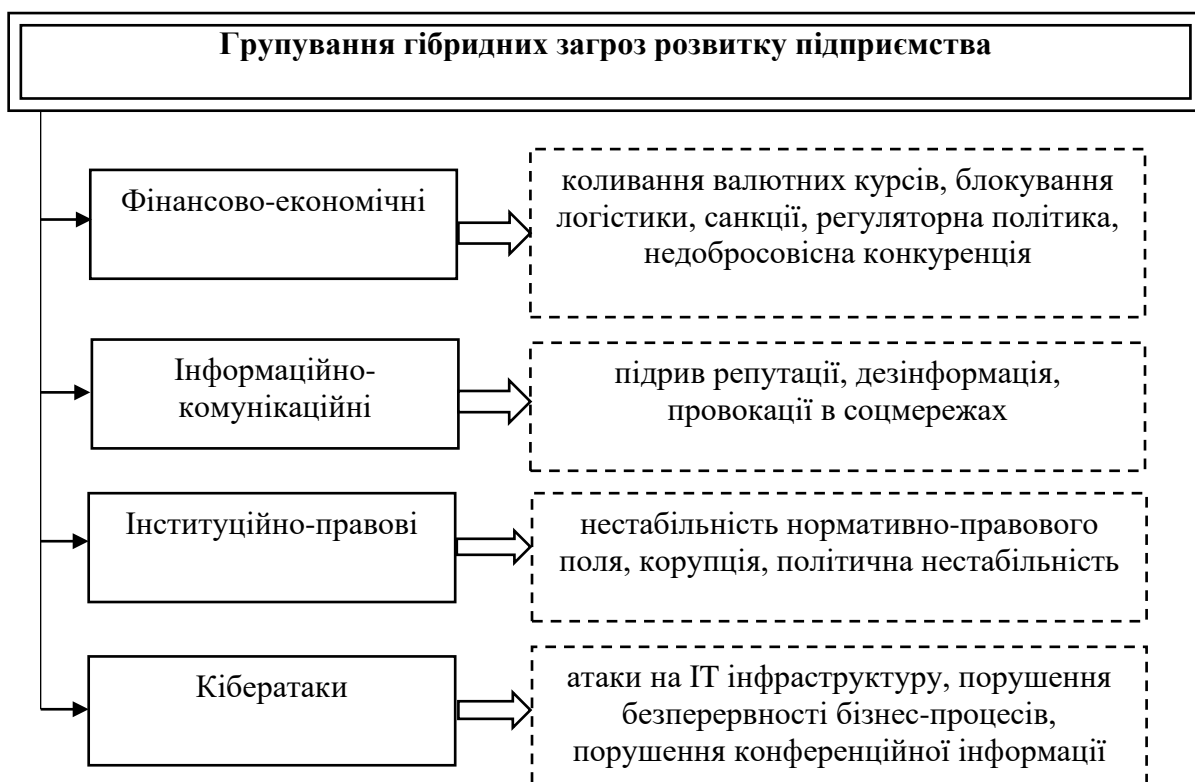 Групування гібридних загроз розвитку підприємства
Фінансово-економічні
коливання валютних курсів, блокування
логістики, санкції, регуляторна політика,
недобросовісна конкуренція
Інформаційно-
комунікаційні
підрив репутації, дезінформація,
провокації в соцмережах
Інституційно-правові
нестабільність нормативно-правового
поля, корупція, політична нестабільність
Кібератаки
атаки на ІТ інфраструктуру, порушення
безперервності бізнес-процесів,
порушення конференційної інформації